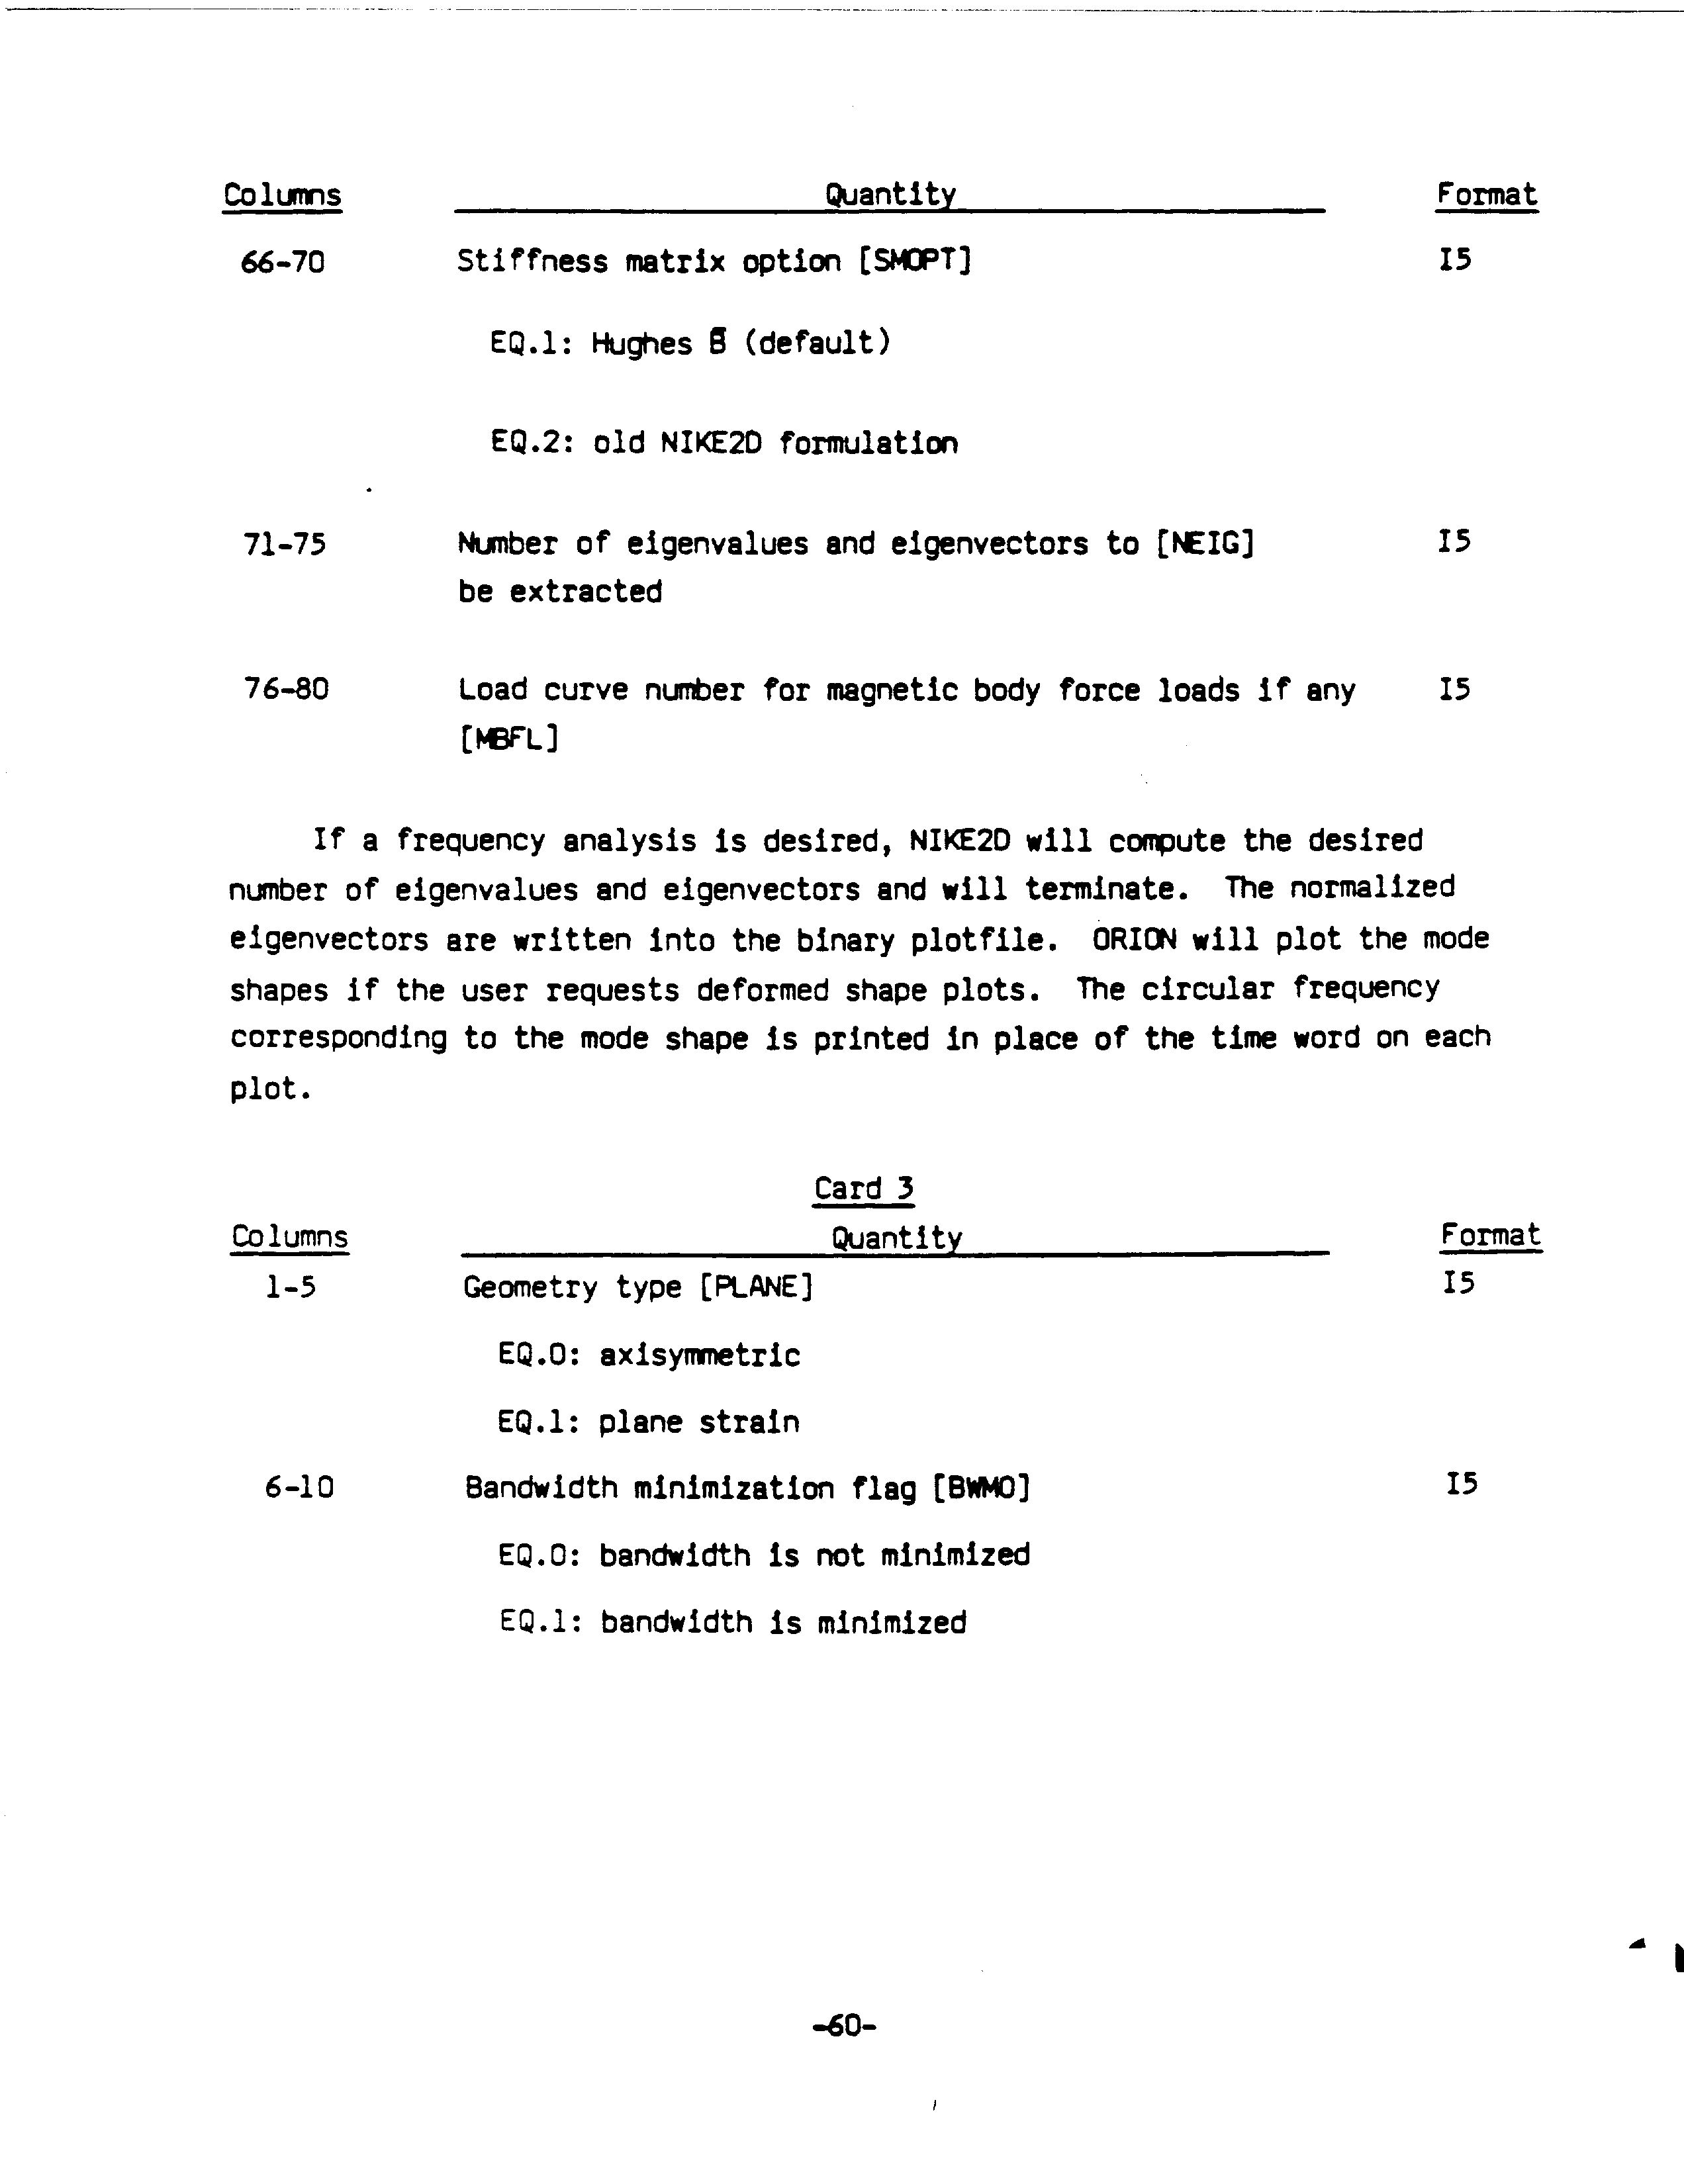 Columns Quantity Format
66-70 Stiffness matrix option [SMOPT] I5
EQ.1: Hughes B̅ (default)
EQ.2: old NIKE2D formulation
71-75 Number of eigenvalues and eigenvectors to [NEIG] I5
be extracted
76-80 Load curve number for magnetic body force loads if any I5
[MBFL]
If a frequency analysis is desired, NIKE2D will compute the desired
number of eigenvalues and eigenvectors and will terminate. The normalized
eigenvectors are written into the binary plotfile. ORION will plot the mode
shapes if the user requests deformed shape plots. The circular frequency
corresponding to the mode shape is printed in place of the time word on each
plot.
Card 3
Columns Quantity Format
1-5 Geometry type [PLANE] I5
EQ.0: axisymmetric
EQ.1: plane strain
6-10 Bandwidth minimization flag [BWMO] I5
EQ.0: bandwidth is not minimized
EQ.1: bandwidth is minimized
-60-